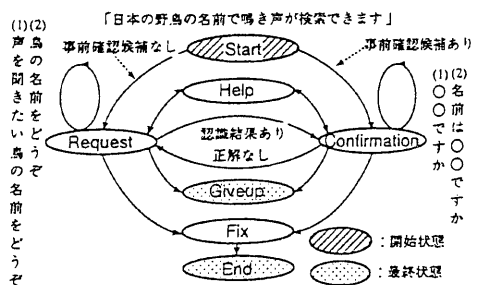 「日本の野鳥の名前で鳴き声が検索できます」
事前確認候補なし
Start
事前確認候補あり
Help
Request
認識結果あり
正解なし
Confirmation
Giveup
Fix
End
：開始状態
：最終状態
(2)鳥の名前をどうぞ
(1)声を聞きたい鳥の名前をどうぞ
(2)名前は○○ですか
(1)○○ですか